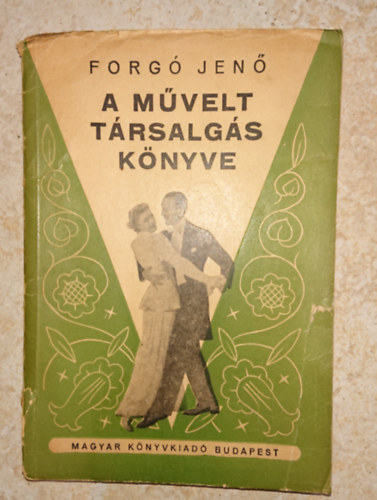 FORGÓ JENŐ
A MŰVELT
TÁRSALGÁS
KÖNYVE
MAGYAR KÖNYVKIADÓ BUDAPEST